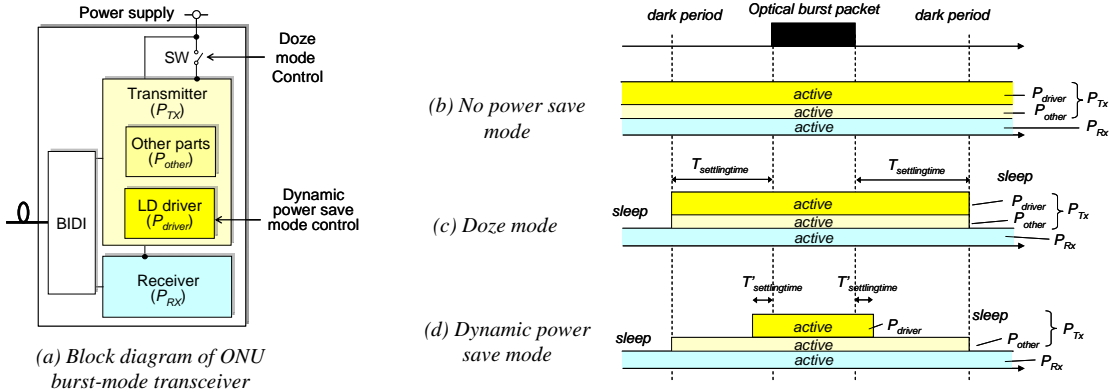 Power supply
SW
Doze
mode
Control
Transmitter
(PTX)
Other parts
(Pother)
LD driver
(Pdriver)
Dynamic
power save
mode control
BIDI
Receiver
(PRX)
(a) Block diagram of ONU
burst-mode transceiver
dark period
Optical burst packet
dark period
(b) No power save
mode
active
active
active
Pdriver
Pother
PTx
PRx
Tsettlingtime
Tsettlingtime
(c) Doze mode
sleep
sleep
active
active
active
Pdriver
Pother
PTx
PRx
T'settlingtime
T'settlingtime
(d) Dynamic power
save mode
sleep
sleep
active
active
active
Pdriver
Pother
PTx
PRx